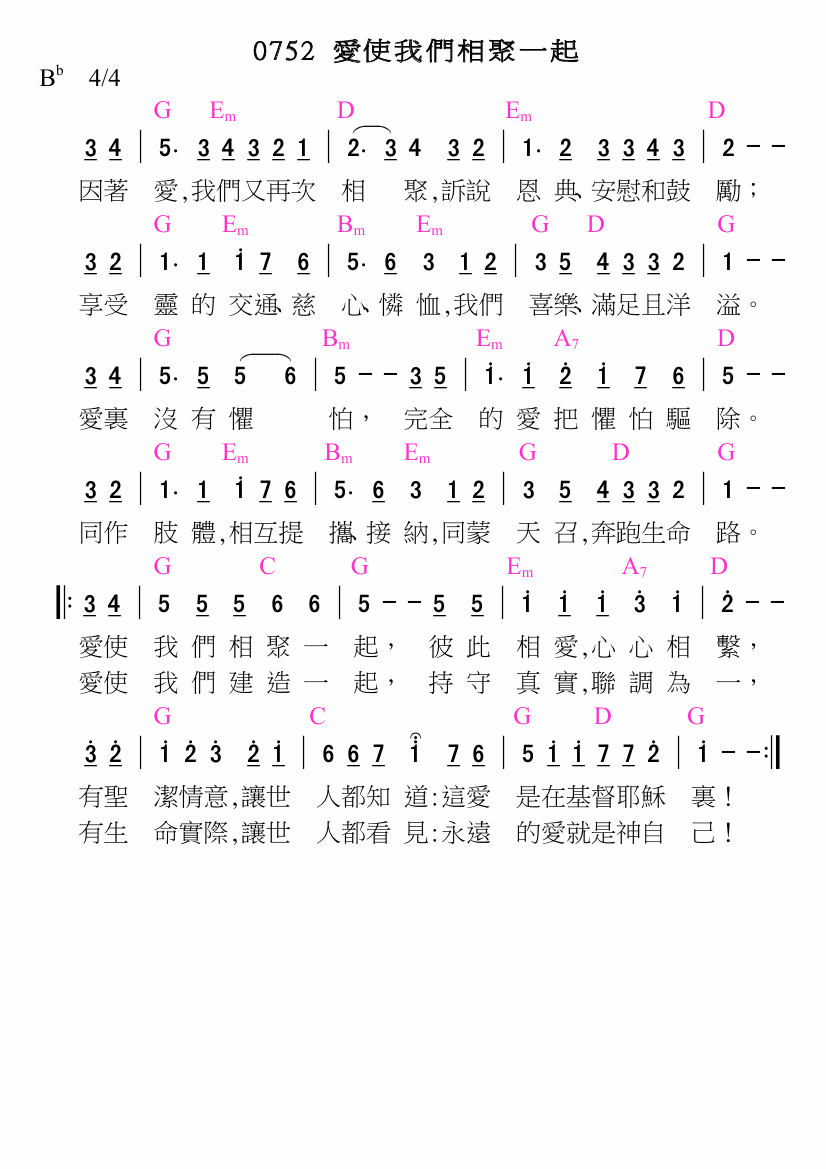 0752 愛使我們相聚一起
B♭ 4/4
G Em D Em D
3 4 | 5. 3 4 3 2 1 | 2. 3 4 3 2 | 1. 2 3 3 4 3 | 2 - -
因著 愛,我們又再次 相 聚,訴說 恩 典、安慰和鼓 勵；
G Em Bm Em G D G
3 2 | 1. 1 i 7 6 | 5. 6 3 1 2 | 3 5 4 3 3 2 | 1 - -
享受 靈 的 交通、慈 心、憐 恤,我們 喜樂、滿足且洋 溢。
G Bm Em A7 D
3 4 | 5. 5 5 6 | 5 - - 3 5 | i. i 2̇ i 7 6 | 5 - -
愛裏 沒 有 懼 怕， 完全 的 愛 把 懼 怕 驅 除。
G Em Bm Em G D G
3 2 | 1. 1 i 7 6 | 5. 6 3 1 2 | 3 5 4 3 3 2 | 1 - -
同作 肢 體,相互提 攜、接 納,同蒙 天 召,奔跑生命 路。
G C G Em A7 D
‖: 3 4 | 5 5 5 6 6 | 5 - - 5 5 | i i i 3̇ i | 2̇ - -
愛使 我 們 相 聚 一 起， 彼 此 相 愛,心 心 相 繫，
愛使 我 們 建 造 一 起， 持 守 真 實,聯 調 為 一，
G C G D G
3̇ 2̇ | i 2̇ 3̇ 2̇ i | 6 6 7 i 7 6 | 5 i i 7 7 2̇ | i - - :‖
有聖 潔情意,讓世 人都知 道:這愛 是在基督耶穌 裏！
有生 命實際,讓世 人都看 見:永遠 的愛就是神自 己！